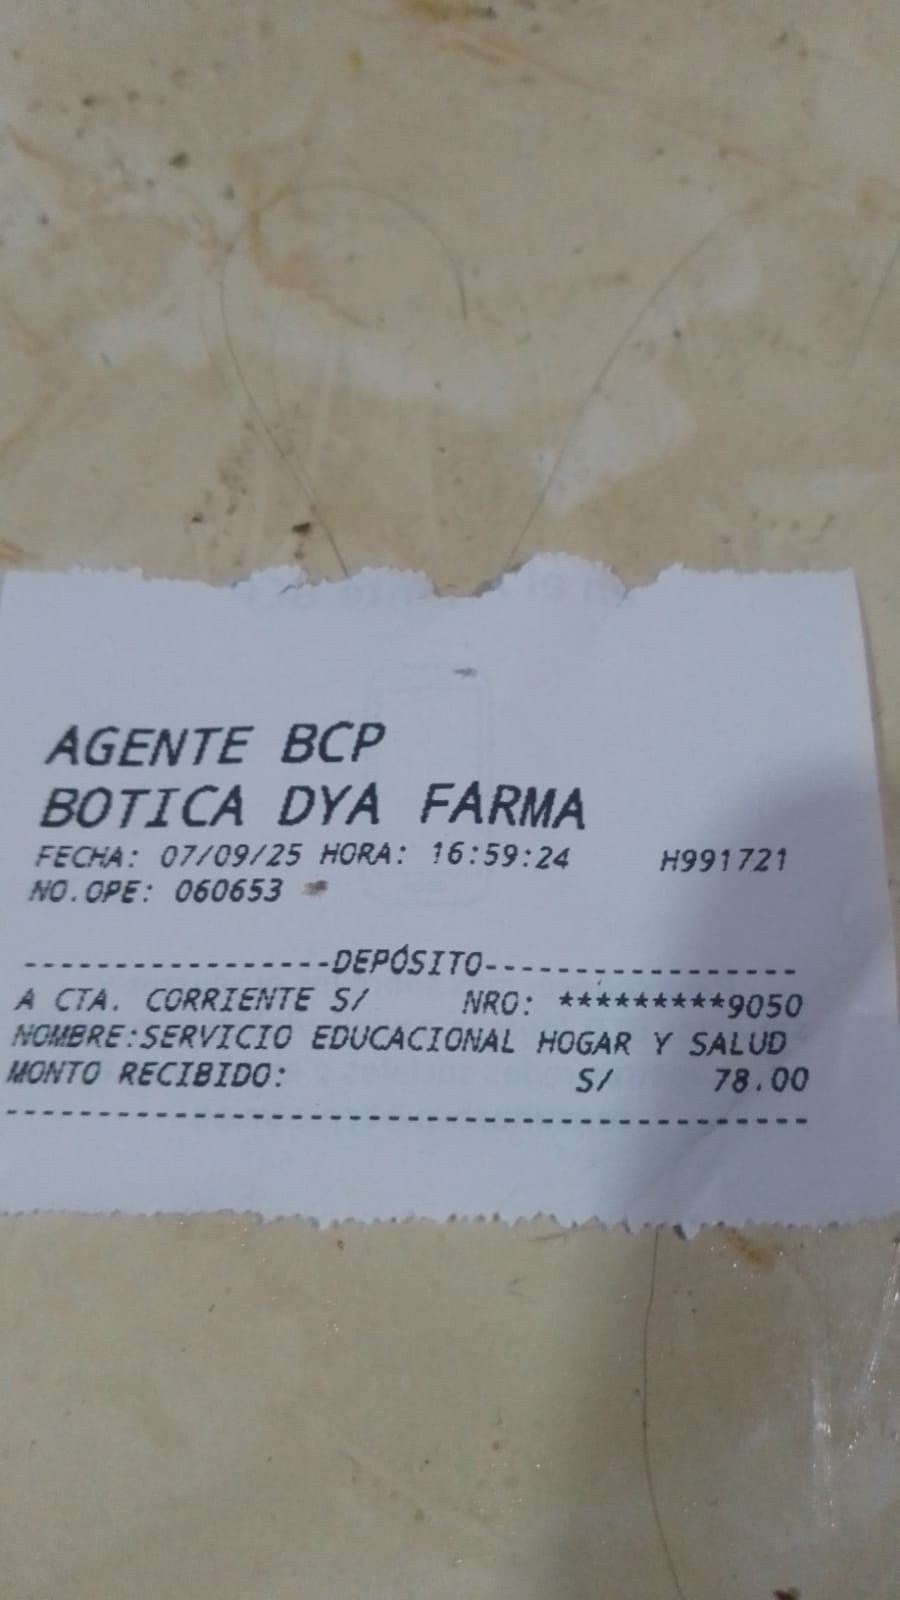 AGENTE BCP
BOTICA DYA FARMA
FECHA: 07/09/25 HORA: 16:59:24 H991721
NO.OPE: 060653
-----------------DEPÓSITO-----------------
A CTA. CORRIENTE S/ NRO: *********9050
NOMBRE:SERVICIO EDUCACIONAL HOGAR Y SALUD
MONTO RECIBIDO: S/ 78.00
--------------------------------------------